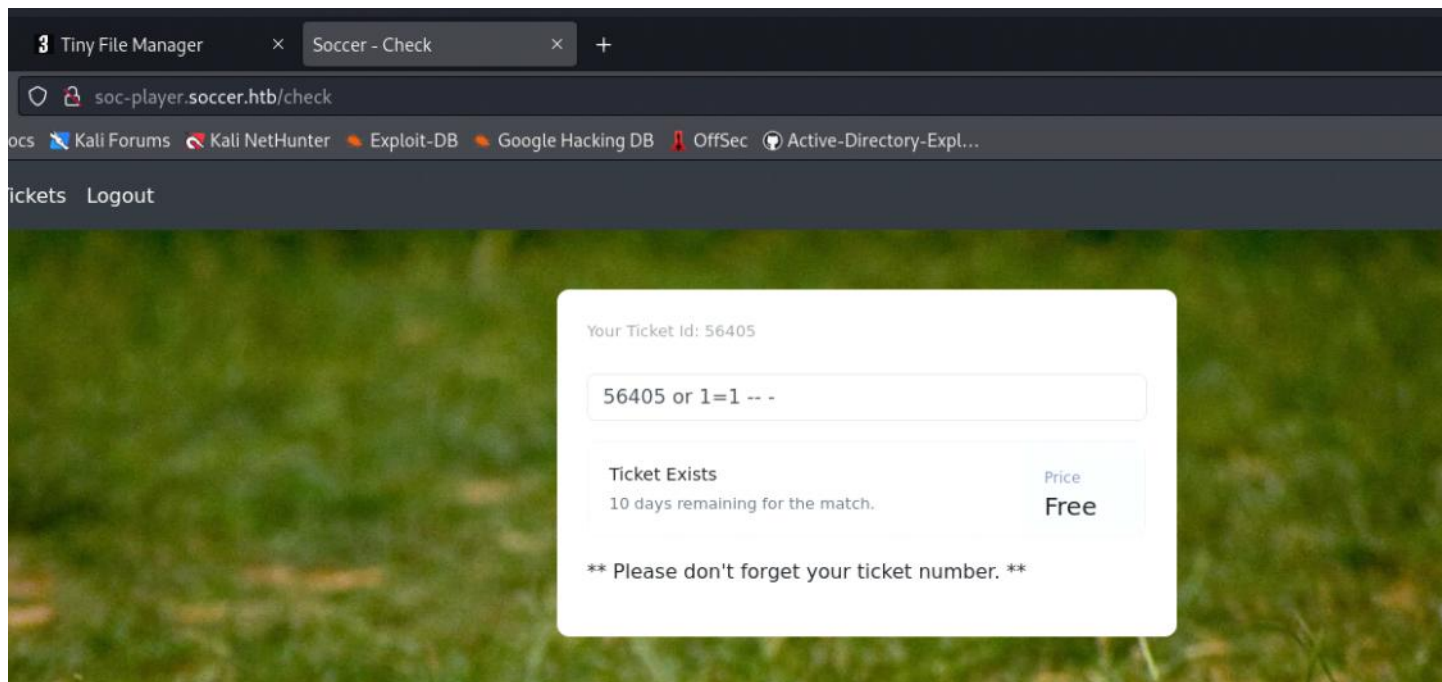 Tiny File Manager × Soccer - Check × +
soc-player.soccer.htb/check
ocs Kali Forums Kali NetHunter Exploit-DB Google Hacking DB OffSec Active-Directory-Expl...
ickets Logout
Your Ticket Id: 56405
56405 or 1=1 -- -
Ticket Exists
Price
10 days remaining for the match.
Free
** Please don't forget your ticket number. **